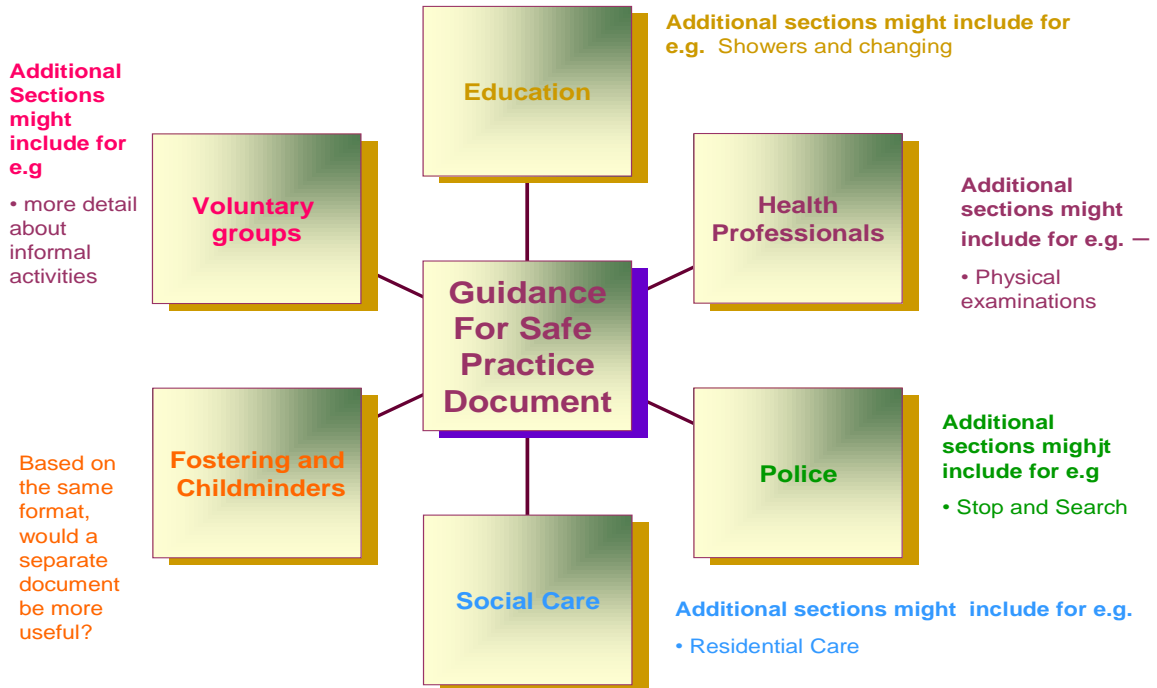 Additional sections might include for
e.g. Showers and changing
Education
Additional
Sections
might
include for
e.g
• more detail
about
informal
activities
Voluntary
groups
Health
Professionals
Additional
sections might
include for e.g. –
• Physical
examinations
Guidance
For Safe
Practice
Document
Fostering and
Childminders
Based on
the same
format,
would a
separate
document
be more
useful?
Police
Additional
sections mighjt
include for e.g
• Stop and Search
Social Care
Additional sections might include for e.g.
• Residential Care